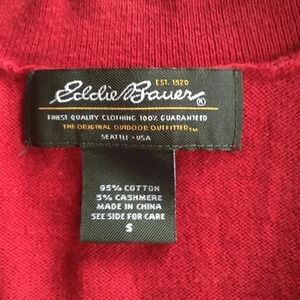 EST. 1920
Eddie Bauer®
FINEST QUALITY CLOTHING 100% GUARANTEED
THE ORIGINAL OUTDOOR OUTFITTER™
SEATTLE • USA
95% COTTON
5% CASHMERE
MADE IN CHINA
SEE SIDE FOR CARE
S